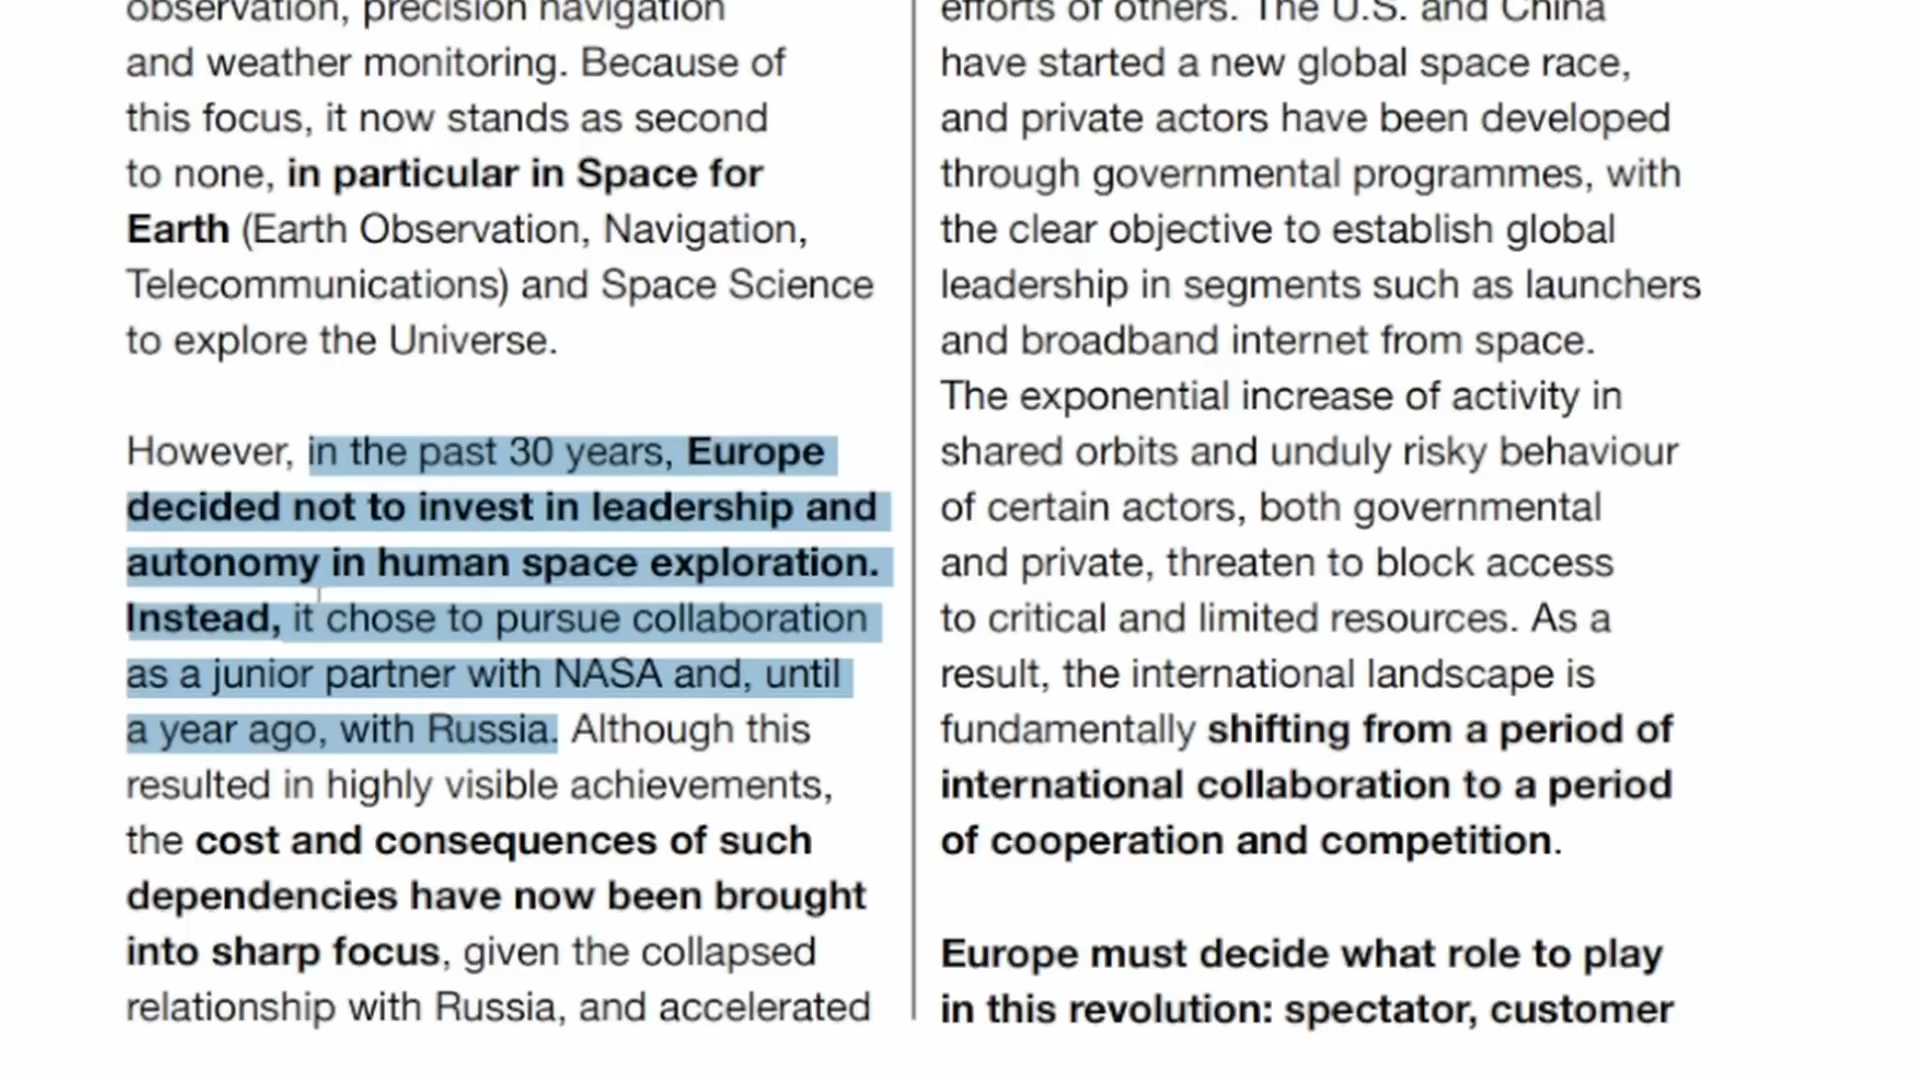 observation, precision navigation
and weather monitoring. Because of
this focus, it now stands as second
to none, in particular in Space for
Earth (Earth Observation, Navigation,
Telecommunications) and Space Science
to explore the Universe.
However, in the past 30 years, Europe
decided not to invest in leadership and
autonomy in human space exploration.
Instead, it chose to pursue collaboration
as a junior partner with NASA and, until
a year ago, with Russia. Although this
resulted in highly visible achievements,
the cost and consequences of such
dependencies have now been brought
into sharp focus, given the collapsed
relationship with Russia, and accelerated
efforts of others. The U.S. and China
have started a new global space race,
and private actors have been developed
through governmental programmes, with
the clear objective to establish global
leadership in segments such as launchers
and broadband internet from space.
The exponential increase of activity in
shared orbits and unduly risky behaviour
of certain actors, both governmental
and private, threaten to block access
to critical and limited resources. As a
result, the international landscape is
fundamentally shifting from a period of
international collaboration to a period
of cooperation and competition.
Europe must decide what role to play
in this revolution: spectator, customer